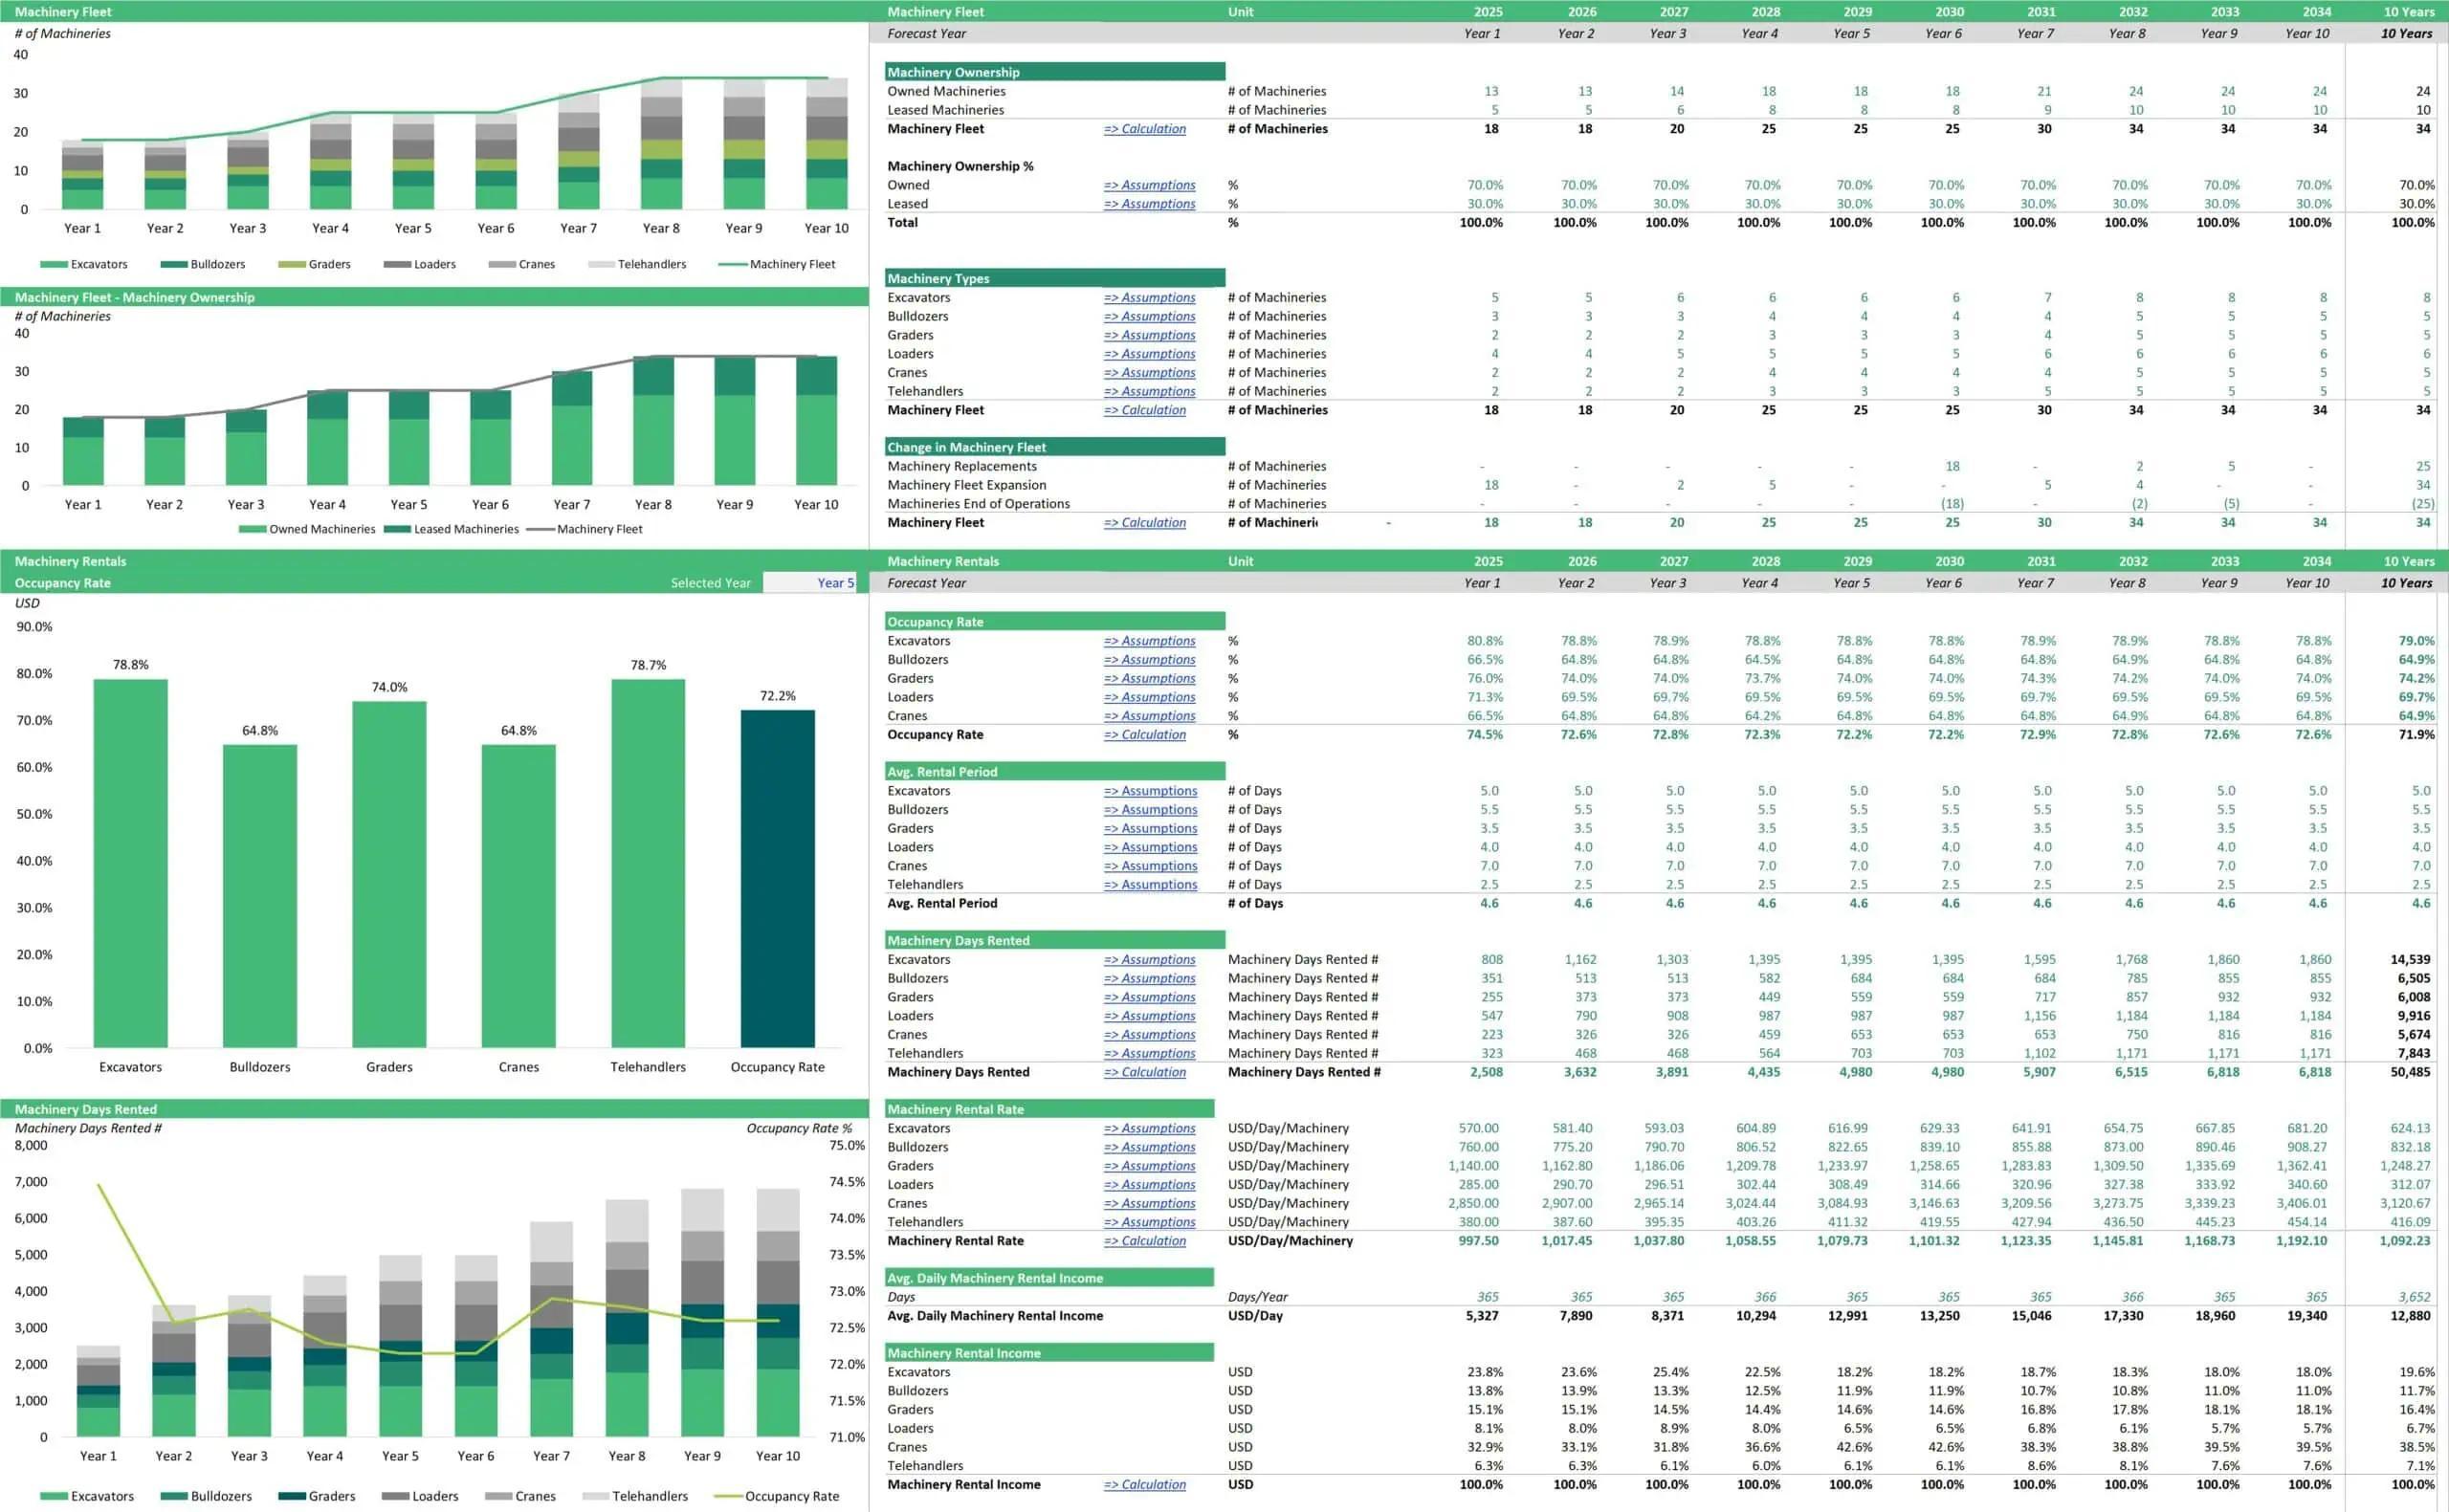 Machinery Fleet
# of Machineries
40
30
20
10
0
Year 1 Year 2 Year 3 Year 4 Year 5 Year 6 Year 7 Year 8 Year 9 Year 10
Excavators Bulldozers Graders Loaders Cranes Telehandlers Machinery Fleet
Machinery Fleet - Machinery Ownership
# of Machineries
40
30
20
10
0
Year 1 Year 2 Year 3 Year 4 Year 5 Year 6 Year 7 Year 8 Year 9 Year 10
Owned Machineries Leased Machineries Machinery Fleet
Machinery Rentals
Occupancy Rate Selected Year Year 5
USD
90.0%
80.0%
70.0%
60.0%
50.0%
40.0%
30.0%
20.0%
10.0%
0.0%
78.8% 64.8% 74.0% 64.8% 78.7% 72.2%
Excavators Bulldozers Graders Cranes Telehandlers Occupancy Rate
Machinery Days Rented
Machinery Days Rented # Occupancy Rate %
8,000 75.0%
7,000 74.5%
6,000 74.0%
5,000 73.5%
4,000 73.0%
3,000 72.5%
2,000 72.0%
1,000 71.5%
0 71.0%
Year 1 Year 2 Year 3 Year 4 Year 5 Year 6 Year 7 Year 8 Year 9 Year 10
Excavators Bulldozers Graders Loaders Cranes Telehandlers Occupancy Rate
Machinery Fleet Unit 2025 2026 2027 2028 2029 2030 2031 2032 2033 2034 10 Years
Forecast Year Year 1 Year 2 Year 3 Year 4 Year 5 Year 6 Year 7 Year 8 Year 9 Year 10 10 Years
Machinery Ownership
Owned Machineries # of Machineries 13 13 14 18 18 18 21 24 24 24 24
Leased Machineries # of Machineries 5 5 6 8 8 8 9 10 10 10 10
Machinery Fleet => Calculation # of Machineries 18 18 20 25 25 25 30 34 34 34 34
Machinery Ownership %
Owned => Assumptions % 70.0% 70.0% 70.0% 70.0% 70.0% 70.0% 70.0% 70.0% 70.0% 70.0% 70.0%
Leased => Assumptions % 30.0% 30.0% 30.0% 30.0% 30.0% 30.0% 30.0% 30.0% 30.0% 30.0% 30.0%
Total % 100.0% 100.0% 100.0% 100.0% 100.0% 100.0% 100.0% 100.0% 100.0% 100.0% 100.0%
Machinery Types
Excavators => Assumptions # of Machineries 5 5 6 6 6 6 7 8 8 8 8
Bulldozers => Assumptions # of Machineries 3 3 3 4 4 4 4 5 5 5 5
Graders => Assumptions # of Machineries 2 2 2 3 3 3 4 5 5 5 5
Loaders => Assumptions # of Machineries 4 4 5 5 5 5 6 6 6 6 6
Cranes => Assumptions # of Machineries 2 2 2 4 4 4 4 5 5 5 5
Telehandlers => Assumptions # of Machineries 2 2 2 3 3 3 5 5 5 5 5
Machinery Fleet => Calculation # of Machineries 18 18 20 25 25 25 30 34 34 34 34
Change in Machinery Fleet
Machinery Replacements # of Machineries - - - - - 18 - 2 5 - 25
Machinery Fleet Expansion # of Machineries 18 - 2 5 - - 5 4 - - 34
Machineries End of Operations # of Machineries - - - - - (18) - (2) (5) - (25)
Machinery Fleet => Calculation # of Machineri - 18 18 20 25 25 25 30 34 34 34 34
Machinery Rentals Unit 2025 2026 2027 2028 2029 2030 2031 2032 2033 2034 10 Years
Forecast Year Year 1 Year 2 Year 3 Year 4 Year 5 Year 6 Year 7 Year 8 Year 9 Year 10 10 Years
Occupancy Rate
Excavators => Assumptions % 80.8% 78.8% 78.9% 78.8% 78.8% 78.8% 78.9% 78.9% 78.8% 78.8% 79.0%
Bulldozers => Assumptions % 66.5% 64.8% 64.8% 64.5% 64.8% 64.8% 64.8% 64.9% 64.8% 64.8% 64.9%
Graders => Assumptions % 76.0% 74.0% 74.0% 73.7% 74.0% 74.0% 74.3% 74.2% 74.0% 74.0% 74.2%
Loaders => Assumptions % 71.3% 69.5% 69.7% 69.5% 69.5% 69.5% 69.7% 69.5% 69.5% 69.5% 69.7%
Cranes => Assumptions % 66.5% 64.8% 64.8% 64.2% 64.8% 64.8% 64.8% 64.9% 64.8% 64.8% 64.9%
Occupancy Rate => Calculation % 74.5% 72.6% 72.8% 72.3% 72.2% 72.2% 72.9% 72.8% 72.6% 72.6% 71.9%
Avg. Rental Period
Excavators => Assumptions # of Days 5.0 5.0 5.0 5.0 5.0 5.0 5.0 5.0 5.0 5.0 5.0
Bulldozers => Assumptions # of Days 5.5 5.5 5.5 5.5 5.5 5.5 5.5 5.5 5.5 5.5 5.5
Graders => Assumptions # of Days 3.5 3.5 3.5 3.5 3.5 3.5 3.5 3.5 3.5 3.5 3.5
Loaders => Assumptions # of Days 4.0 4.0 4.0 4.0 4.0 4.0 4.0 4.0 4.0 4.0 4.0
Cranes => Assumptions # of Days 7.0 7.0 7.0 7.0 7.0 7.0 7.0 7.0 7.0 7.0 7.0
Telehandlers => Assumptions # of Days 2.5 2.5 2.5 2.5 2.5 2.5 2.5 2.5 2.5 2.5 2.5
Avg. Rental Period # of Days 4.6 4.6 4.6 4.6 4.6 4.6 4.6 4.6 4.6 4.6 4.6
Machinery Days Rented
Excavators => Assumptions Machinery Days Rented # 808 1,162 1,303 1,395 1,395 1,395 1,595 1,768 1,860 1,860 14,539
Bulldozers => Assumptions Machinery Days Rented # 351 513 513 582 684 684 684 785 855 855 6,505
Graders => Assumptions Machinery Days Rented # 255 373 373 449 559 559 717 857 932 932 6,008
Loaders => Assumptions Machinery Days Rented # 547 790 908 987 987 987 1,156 1,184 1,184 1,184 9,916
Cranes => Assumptions Machinery Days Rented # 223 326 326 459 653 653 653 750 816 816 5,674
Telehandlers => Assumptions Machinery Days Rented # 323 468 468 564 703 703 1,102 1,171 1,171 1,171 7,843
Machinery Days Rented => Calculation Machinery Days Rented # 2,508 3,632 3,891 4,435 4,980 4,980 5,907 6,515 6,818 6,818 50,485
Machinery Rental Rate
Excavators => Assumptions USD/Day/Machinery 570.00 581.40 593.03 604.89 616.99 629.33 641.91 654.75 667.85 681.20 624.13
Bulldozers => Assumptions USD/Day/Machinery 760.00 775.20 790.70 806.52 822.65 839.10 855.88 873.00 890.46 908.27 832.18
Graders => Assumptions USD/Day/Machinery 1,140.00 1,162.80 1,186.06 1,209.78 1,233.97 1,258.65 1,283.83 1,309.50 1,335.69 1,362.41 1,248.27
Loaders => Assumptions USD/Day/Machinery 285.00 290.70 296.51 302.44 308.49 314.66 320.96 327.38 333.92 340.60 312.07
Cranes => Assumptions USD/Day/Machinery 2,850.00 2,907.00 2,965.14 3,024.44 3,084.93 3,146.63 3,209.56 3,273.75 3,339.23 3,406.01 3,120.67
Telehandlers => Assumptions USD/Day/Machinery 380.00 387.60 395.35 403.26 411.32 419.55 427.94 436.50 445.23 454.14 416.09
Machinery Rental Rate => Calculation USD/Day/Machinery 997.50 1,017.45 1,037.80 1,058.55 1,079.73 1,101.32 1,123.35 1,145.81 1,168.73 1,192.10 1,092.23
Avg. Daily Machinery Rental Income
Days Days/Year 365 365 365 366 365 365 365 366 365 365 3,652
Avg. Daily Machinery Rental Income USD/Day 5,327 7,890 8,371 10,294 12,991 13,250 15,046 17,330 18,960 19,340 12,880
Machinery Rental Income
Excavators USD 23.8% 23.6% 25.4% 22.5% 18.2% 18.2% 18.7% 18.3% 18.0% 18.0% 19.6%
Bulldozers USD 13.8% 13.9% 13.3% 12.5% 11.9% 11.9% 10.7% 10.8% 11.0% 11.0% 11.7%
Graders USD 15.1% 15.1% 14.5% 14.4% 14.6% 14.6% 16.8% 17.8% 18.1% 18.1% 16.4%
Loaders USD 8.1% 8.0% 8.9% 8.0% 6.5% 6.5% 6.8% 6.1% 5.7% 5.7% 6.7%
Cranes USD 32.9% 33.1% 31.8% 36.6% 42.6% 42.6% 38.3% 38.8% 39.5% 39.5% 38.5%
Telehandlers USD 6.3% 6.3% 6.1% 6.0% 6.1% 6.1% 8.6% 8.1% 7.6% 7.6% 7.1%
Machinery Rental Income => Calculation USD 100.0% 100.0% 100.0% 100.0% 100.0% 100.0% 100.0% 100.0% 100.0% 100.0% 100.0%